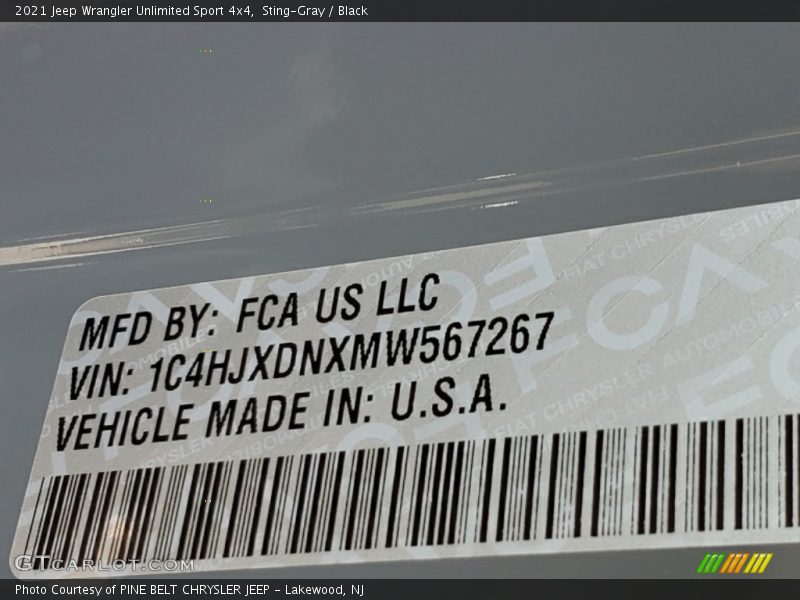 2021 Jeep Wrangler Unlimited Sport 4x4,  Sting-Gray / Black
MFD BY: FCA US LLC
VIN: 1C4HJXDNXMW567267
VEHICLE MADE IN: U.S.A.
GTCARLOT.COM
Photo Courtesy of PINE BELT CHRYSLER JEEP - Lakewood, NJ